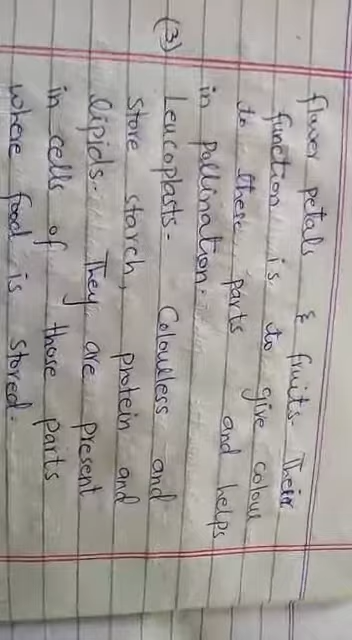 flower petals & fruits. Their
function is to give colour
to these parts and helps
in pollination.
(3) Leucoplasts- Colourless and
store starch, protein and
lipids. They are present
in cells of those parts
where food is stored.